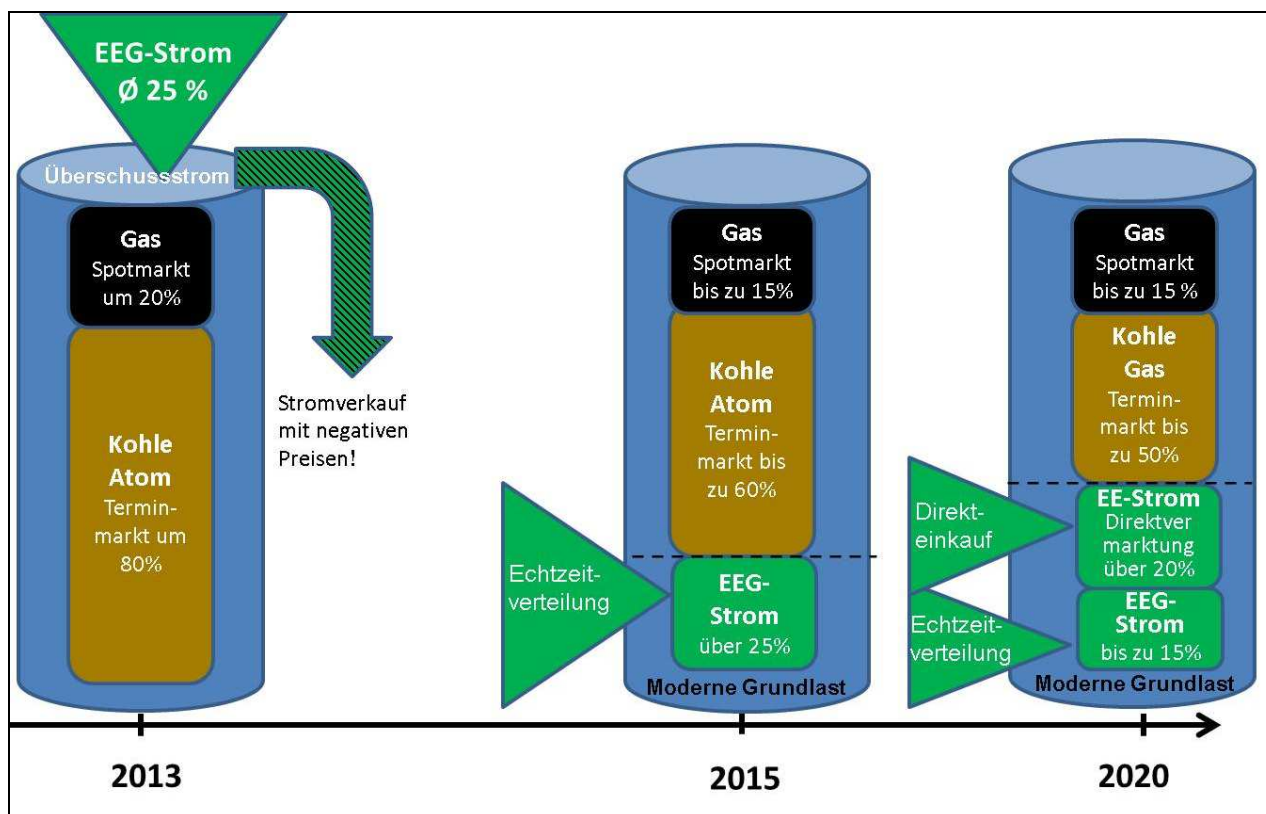 EEG-Strom
Ø 25 %
Überschussstrom
Gas
Spotmarkt
um 20%
Kohle
Atom
Termin-
markt um
80%
Stromverkauf
mit negativen
Preisen!
Echtzeit-
verteilung
Gas
Spotmarkt
bis zu 15%
Kohle
Atom
Termin-
markt bis
zu 60%
EEG-
Strom
über 25%
Moderne Grundlast
Direkt-
einkauf
Echtzeit-
verteilung
Gas
Spotmarkt
bis zu 15 %
Kohle
Gas
Termin-
markt bis
zu 50%
EE-Strom
Direktver
marktung
über 20%
EEG-
Strom
bis zu 15%
Moderne Grundlast
2013
2015
2020